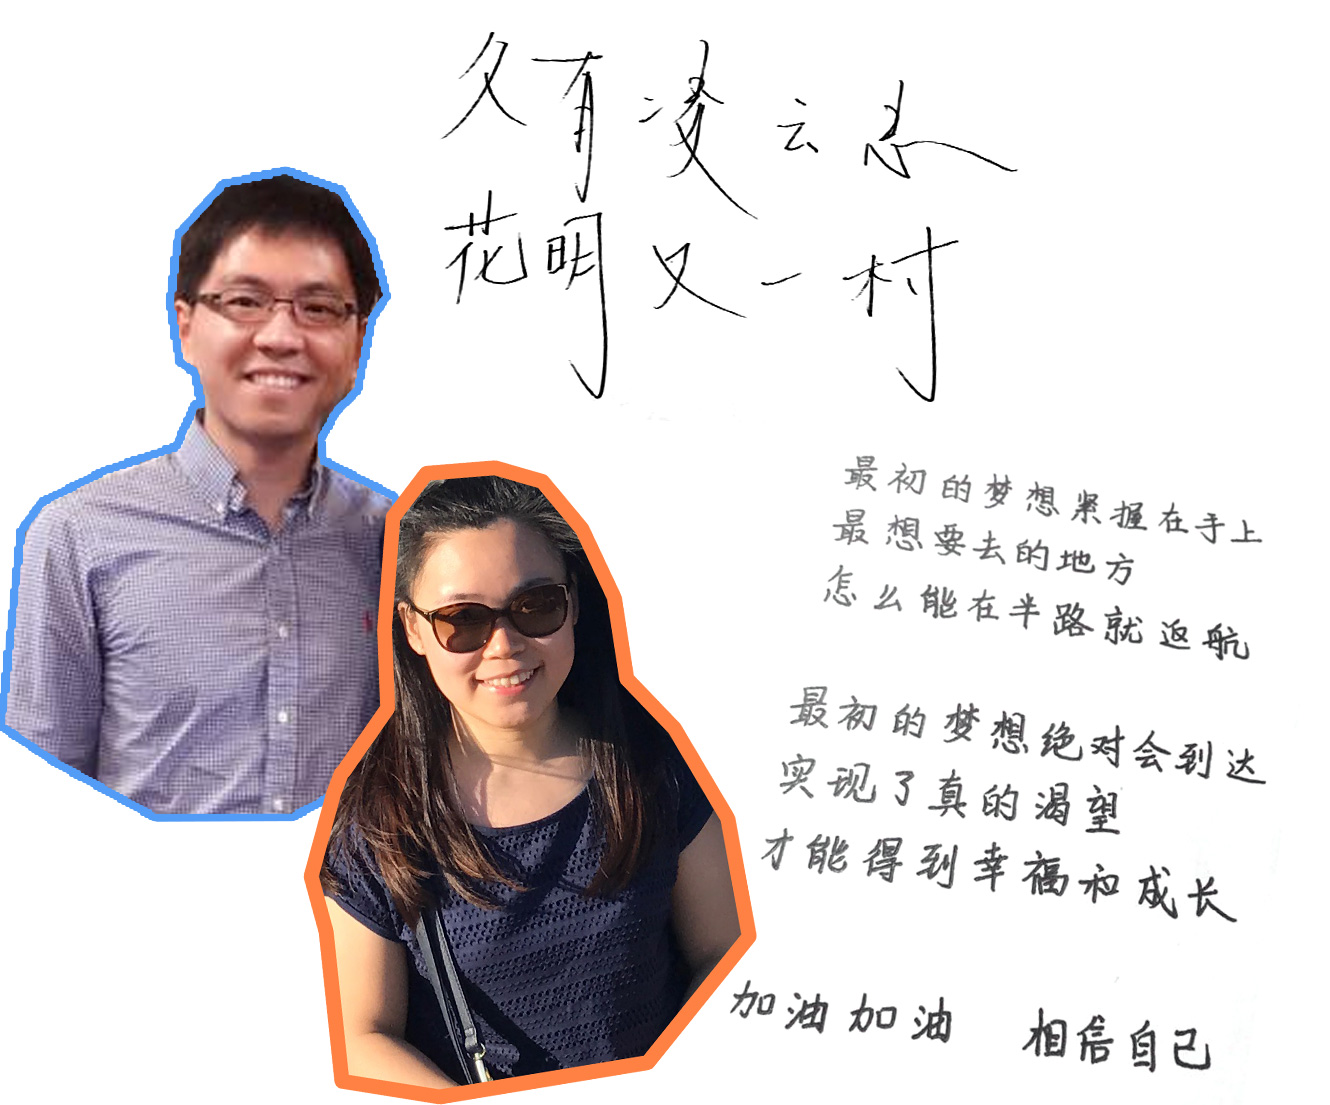 久有凌云志
花明又一村
最初的梦想紧握在手上
最想要去的地方
怎么能在半路就返航
最初的梦想绝对会到达
实现了真的渴望
才能得到幸福和成长
加油加油 相信自己